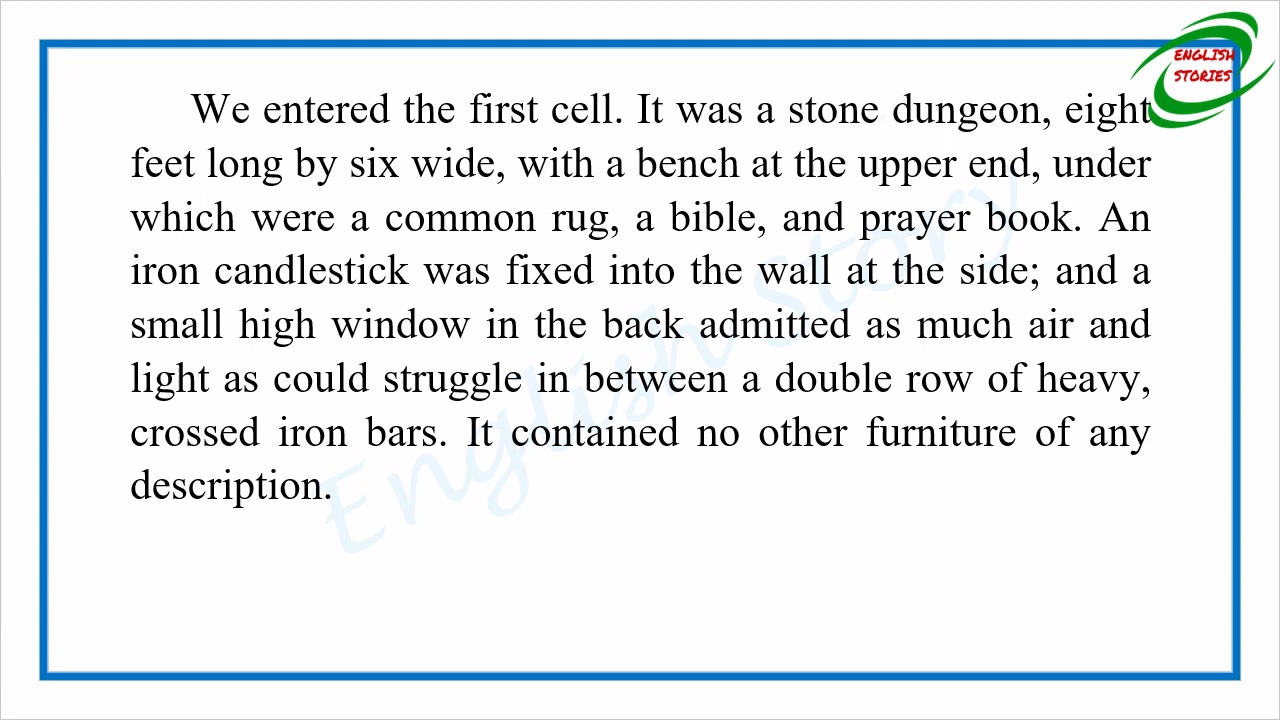 ENGLISH
STORIES
We entered the first cell. It was a stone dungeon, eight
feet long by six wide, with a bench at the upper end, under
which were a common rug, a bible, and prayer book. An
iron candlestick was fixed into the wall at the side; and a
small high window in the back admitted as much air and
light as could struggle in between a double row of heavy,
crossed iron bars. It contained no other furniture of any
description.
English Story